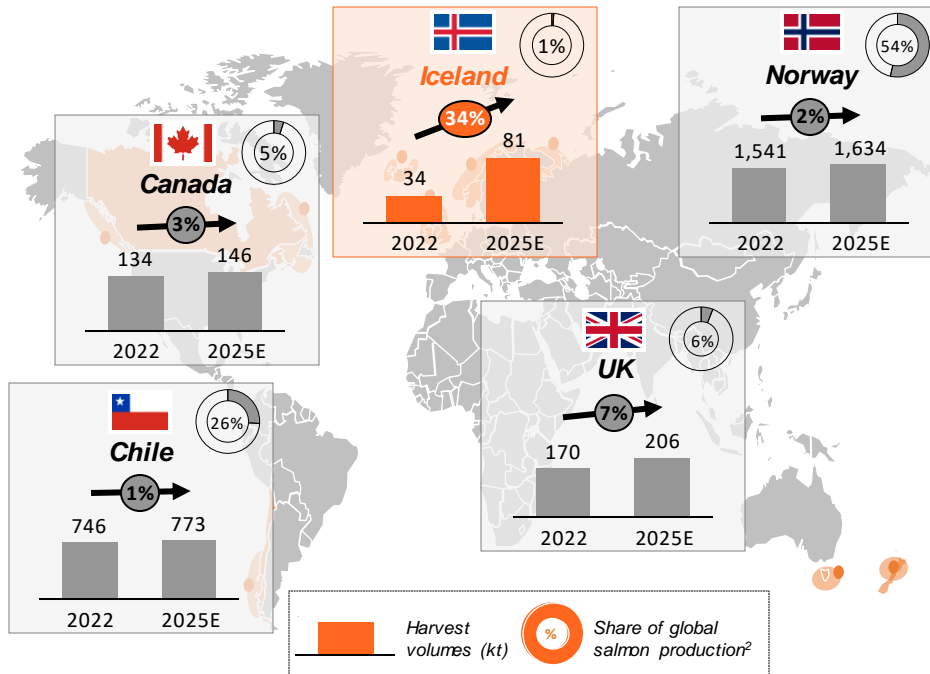 1%
Iceland
34%
34
81
2022
2025E
54%
Norway
2%
1,541
1,634
2022
2025E
5%
Canada
3%
134
146
2022
2025E
6%
UK
7%
170
206
2022
2025E
26%
Chile
1%
746
773
2022
2025E
Harvest
volumes (kt)
%
Share of global
salmon production²